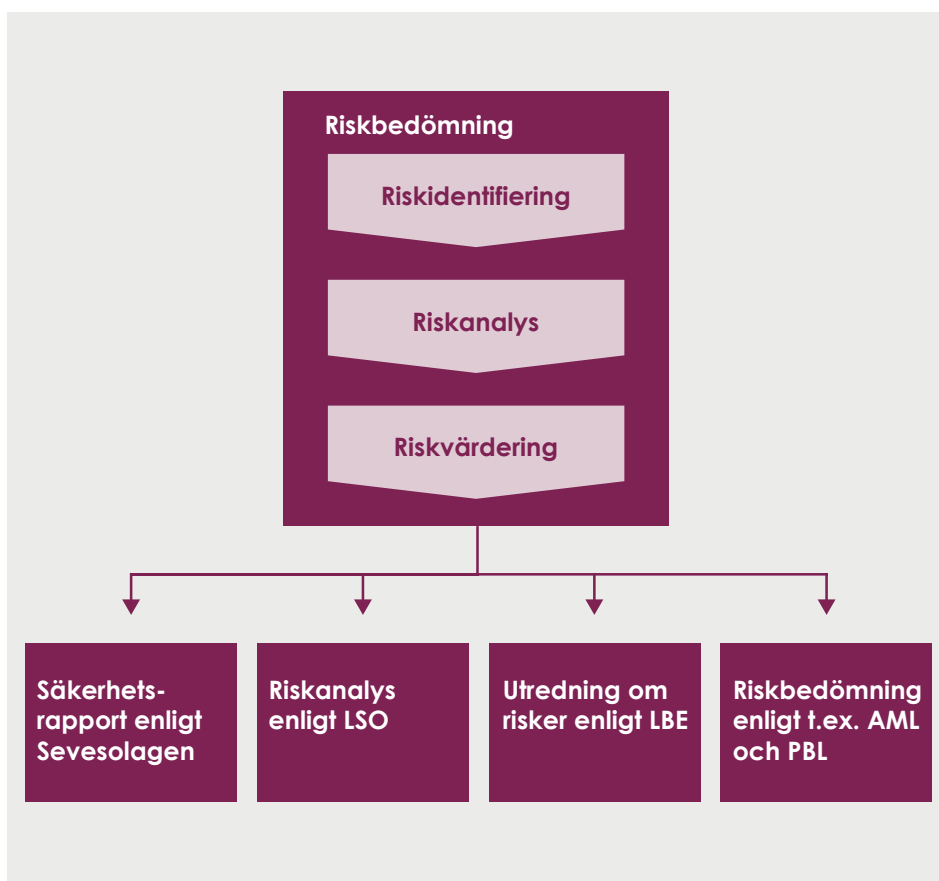 Riskbedömning
Riskidentifiering
Riskanalys
Riskvärdering
Säkerhets-
rapport enligt
Sevesolagen
Riskanalys
enligt LSO
Utredning om
risker enligt LBE
Riskbedömning
enligt t.ex. AML
och PBL